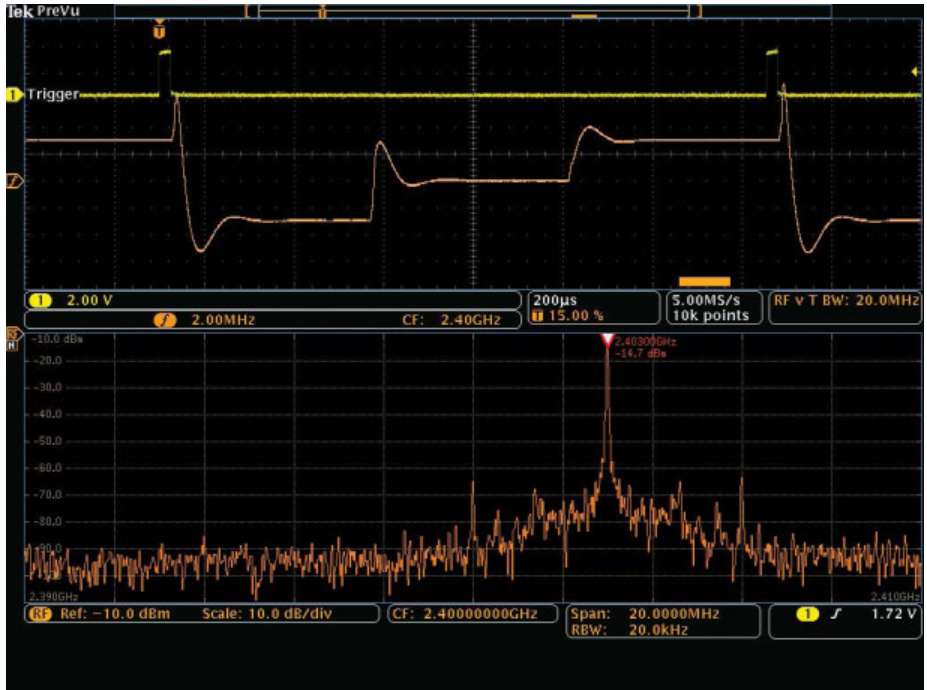 Tek PreVu
T
T
1 Trigger
f
1 2.00 V
f 2.00MHz CF: 2.40GHz
200µs
T 15.00 %
5.00MS/s
10k points
RF v T BW: 20.0MHz
-10.0 dBm
2.40300GHz
-14.7 dBm
-20.0
-30.0
-40.0
-50.0
-60.0
-70.0
-80.0
-90.0
2.390GHz
2.410GHz
RF Ref: −10.0 dBm Scale: 10.0 dB/div
CF: 2.40000000GHz
Span: 20.0000MHz
RBW: 20.0kHz
1 1.72 V